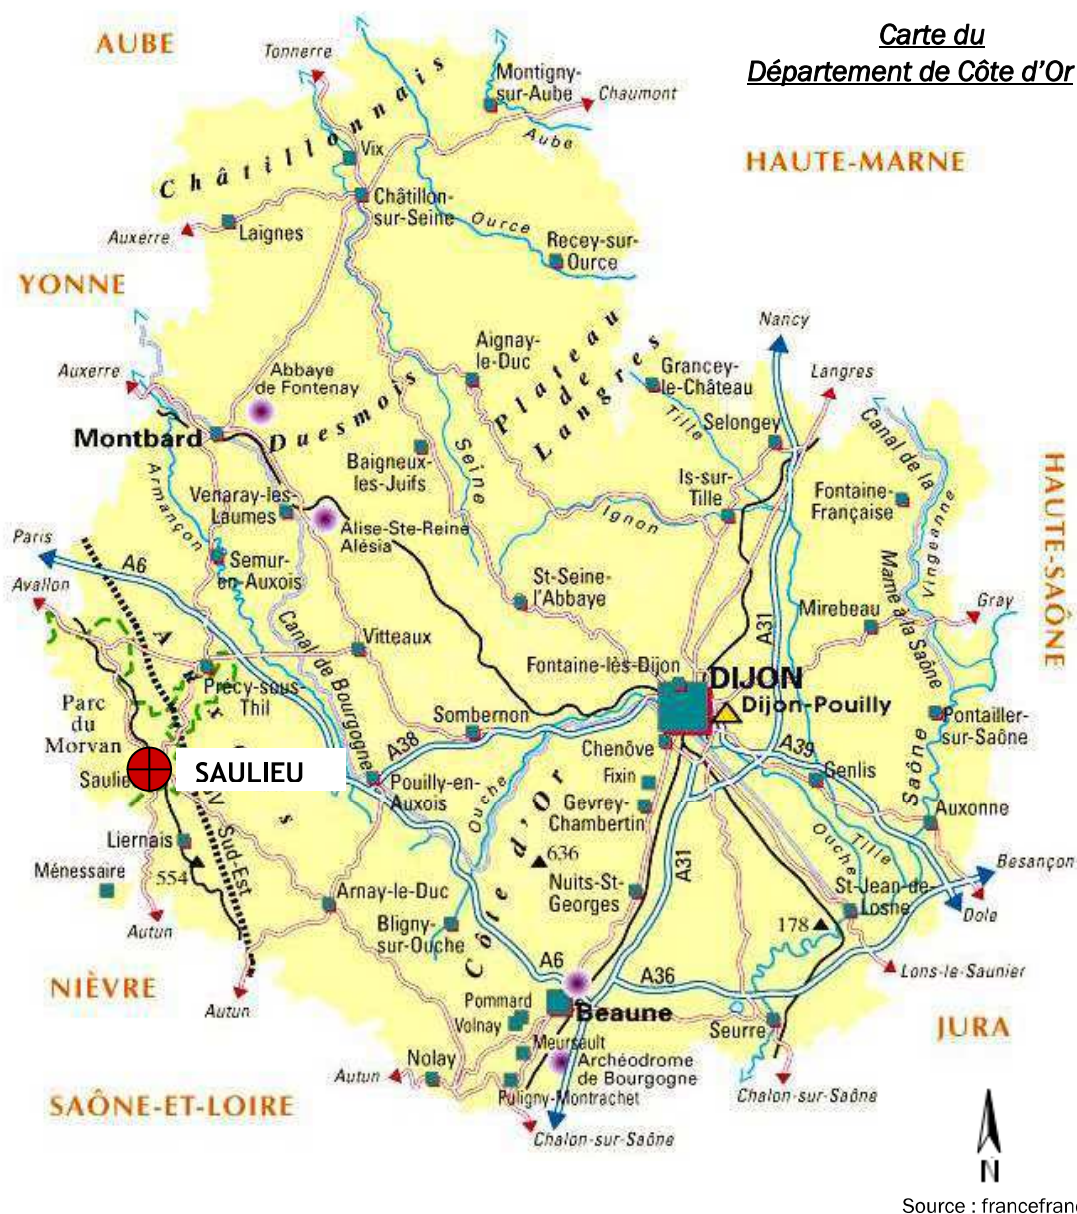 Carte du
Département de Côte d'Or
AUBE
Tonnerre
Montigny-
sur-Aube
Chaumont
Aube
HAUTE-MARNE
Châtillonnais
Vix
Châtillon-
sur-Seine
Laignes
Auxerre
Ource
Recey-sur-
Ource
YONNE
Nancy
Aignay-
le-Duc
Plateau
de
Langres
Grancey-
le-Château
Langres
Auxerre
Abbaye
de Fontenay
Tille
Selongey
Canal de la
Marne à la Saône
Montbard
Duesmois
Baigneux-
les-Juifs
Seine
Is-sur-
Tille
Fontaine-
Française
Vingeanne
HAUTE-SAÔNE
Armançon
Venaray-les-
Laumes
Alise-Ste-Reine
Alésia
Ignon
Paris
A6
Avallon
Semur-
en-Auxois
St-Seine-
l'Abbaye
Mirebeau
Gray
A31
Canal de Bourgogne
Vitteaux
Fontaine-lès-Dijon
DIJON
Dijon-Pouilly
Précy-sous-
Thil
Parc
du
Morvan
Sombernon
A38
Chenôve
A39
Pontailler-
sur-Saône
Saône
Saulie
SAULIEU
Pouilly-en-
Auxois
Ouche
Fixin
Genlis
Gevrey-
Chambertin
Auxonne
Côte d'Or
Liernais
Sud-Est
636
A31
Ouche
Tille
Besançon
Ménessaire
554
Arnay-le-Duc
Nuits-St-
Georges
St-Jean-de-
Losne
Dole
Autun
Bligny-
sur-Ouche
178
A6
A36
Lons-le-Saunier
NIÈVRE
Autun
Pommard
Volnay
Beaune
Seurre
JURA
Meursault
Nolay
Autun
Archéodrome
de Bourgogne
Puligny-Montrachet
Chalon-sur-Saône
SAÔNE-ET-LOIRE
Chalon-sur-Saône
N
Source : francefran